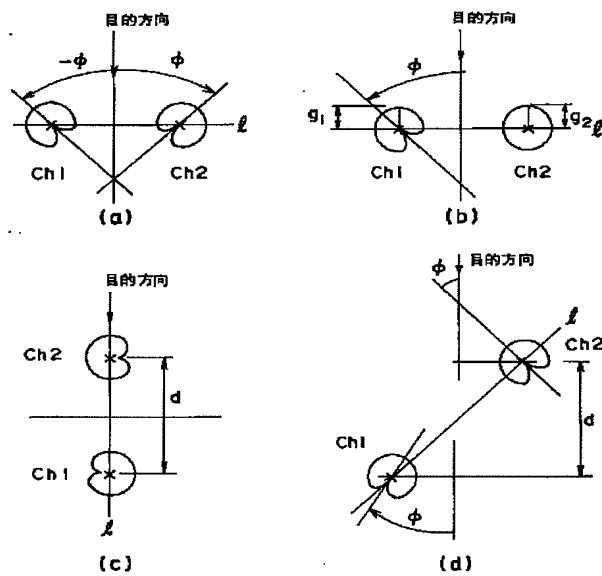 目的方向
-φ
φ
ℓ
Ch1
Ch2
(a)
目的方向
φ
g1
g2
ℓ
Ch1
Ch2
(b)
目的方向
Ch2
d
Ch1
ℓ
(c)
目的方向
φ
ℓ
Ch2
d
Ch1
φ
(d)